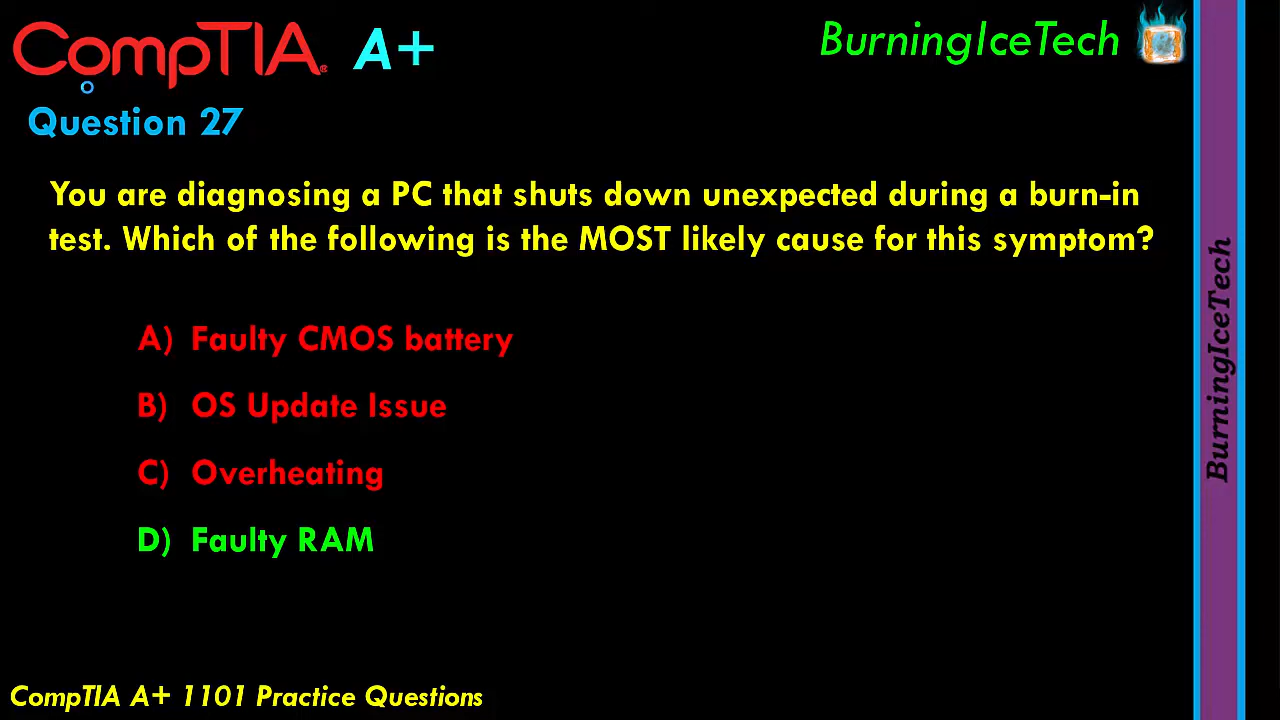 CompTIA® A+
BurningIceTech
Question 27
You are diagnosing a PC that shuts down unexpected during a burn-in
test. Which of the following is the MOST likely cause for this symptom?
A) Faulty CMOS battery
B) OS Update Issue
C) Overheating
D) Faulty RAM
CompTIA A+ 1101 Practice Questions
BurningIceTech